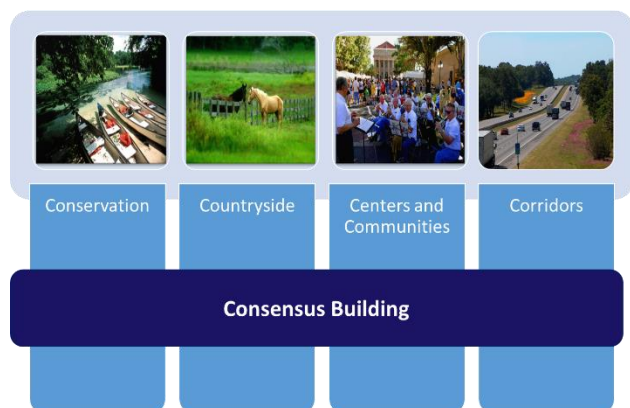 Conservation
Countryside
Centers and
Communities
Corridors
Consensus Building